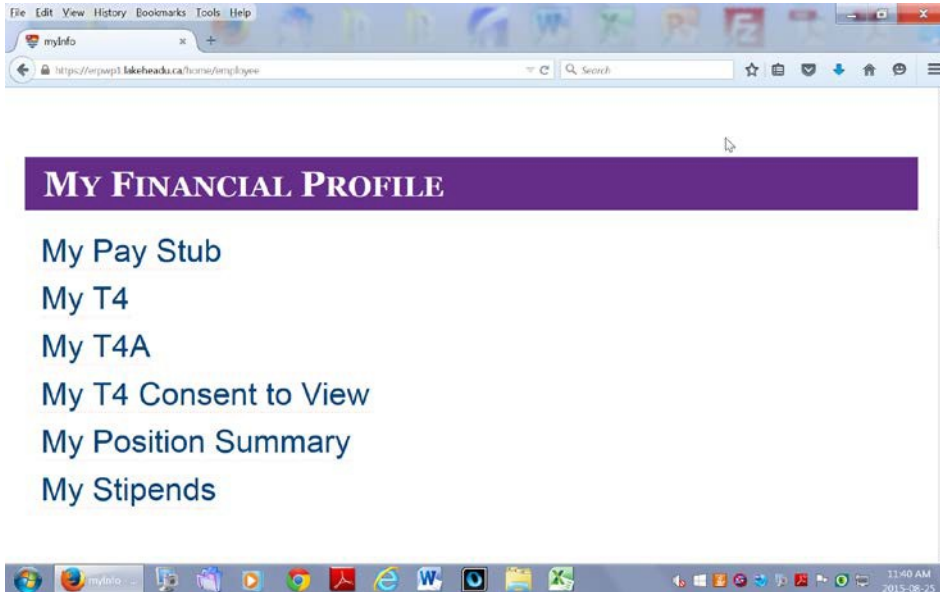 File Edit View History Bookmarks Tools Help
myInfo × +
https://erpwp1.lakeheadu.ca/home/employee Search
MY FINANCIAL PROFILE
My Pay Stub
My T4
My T4A
My T4 Consent to View
My Position Summary
My Stipends
myInfo - 11:40 AM
2015-08-25